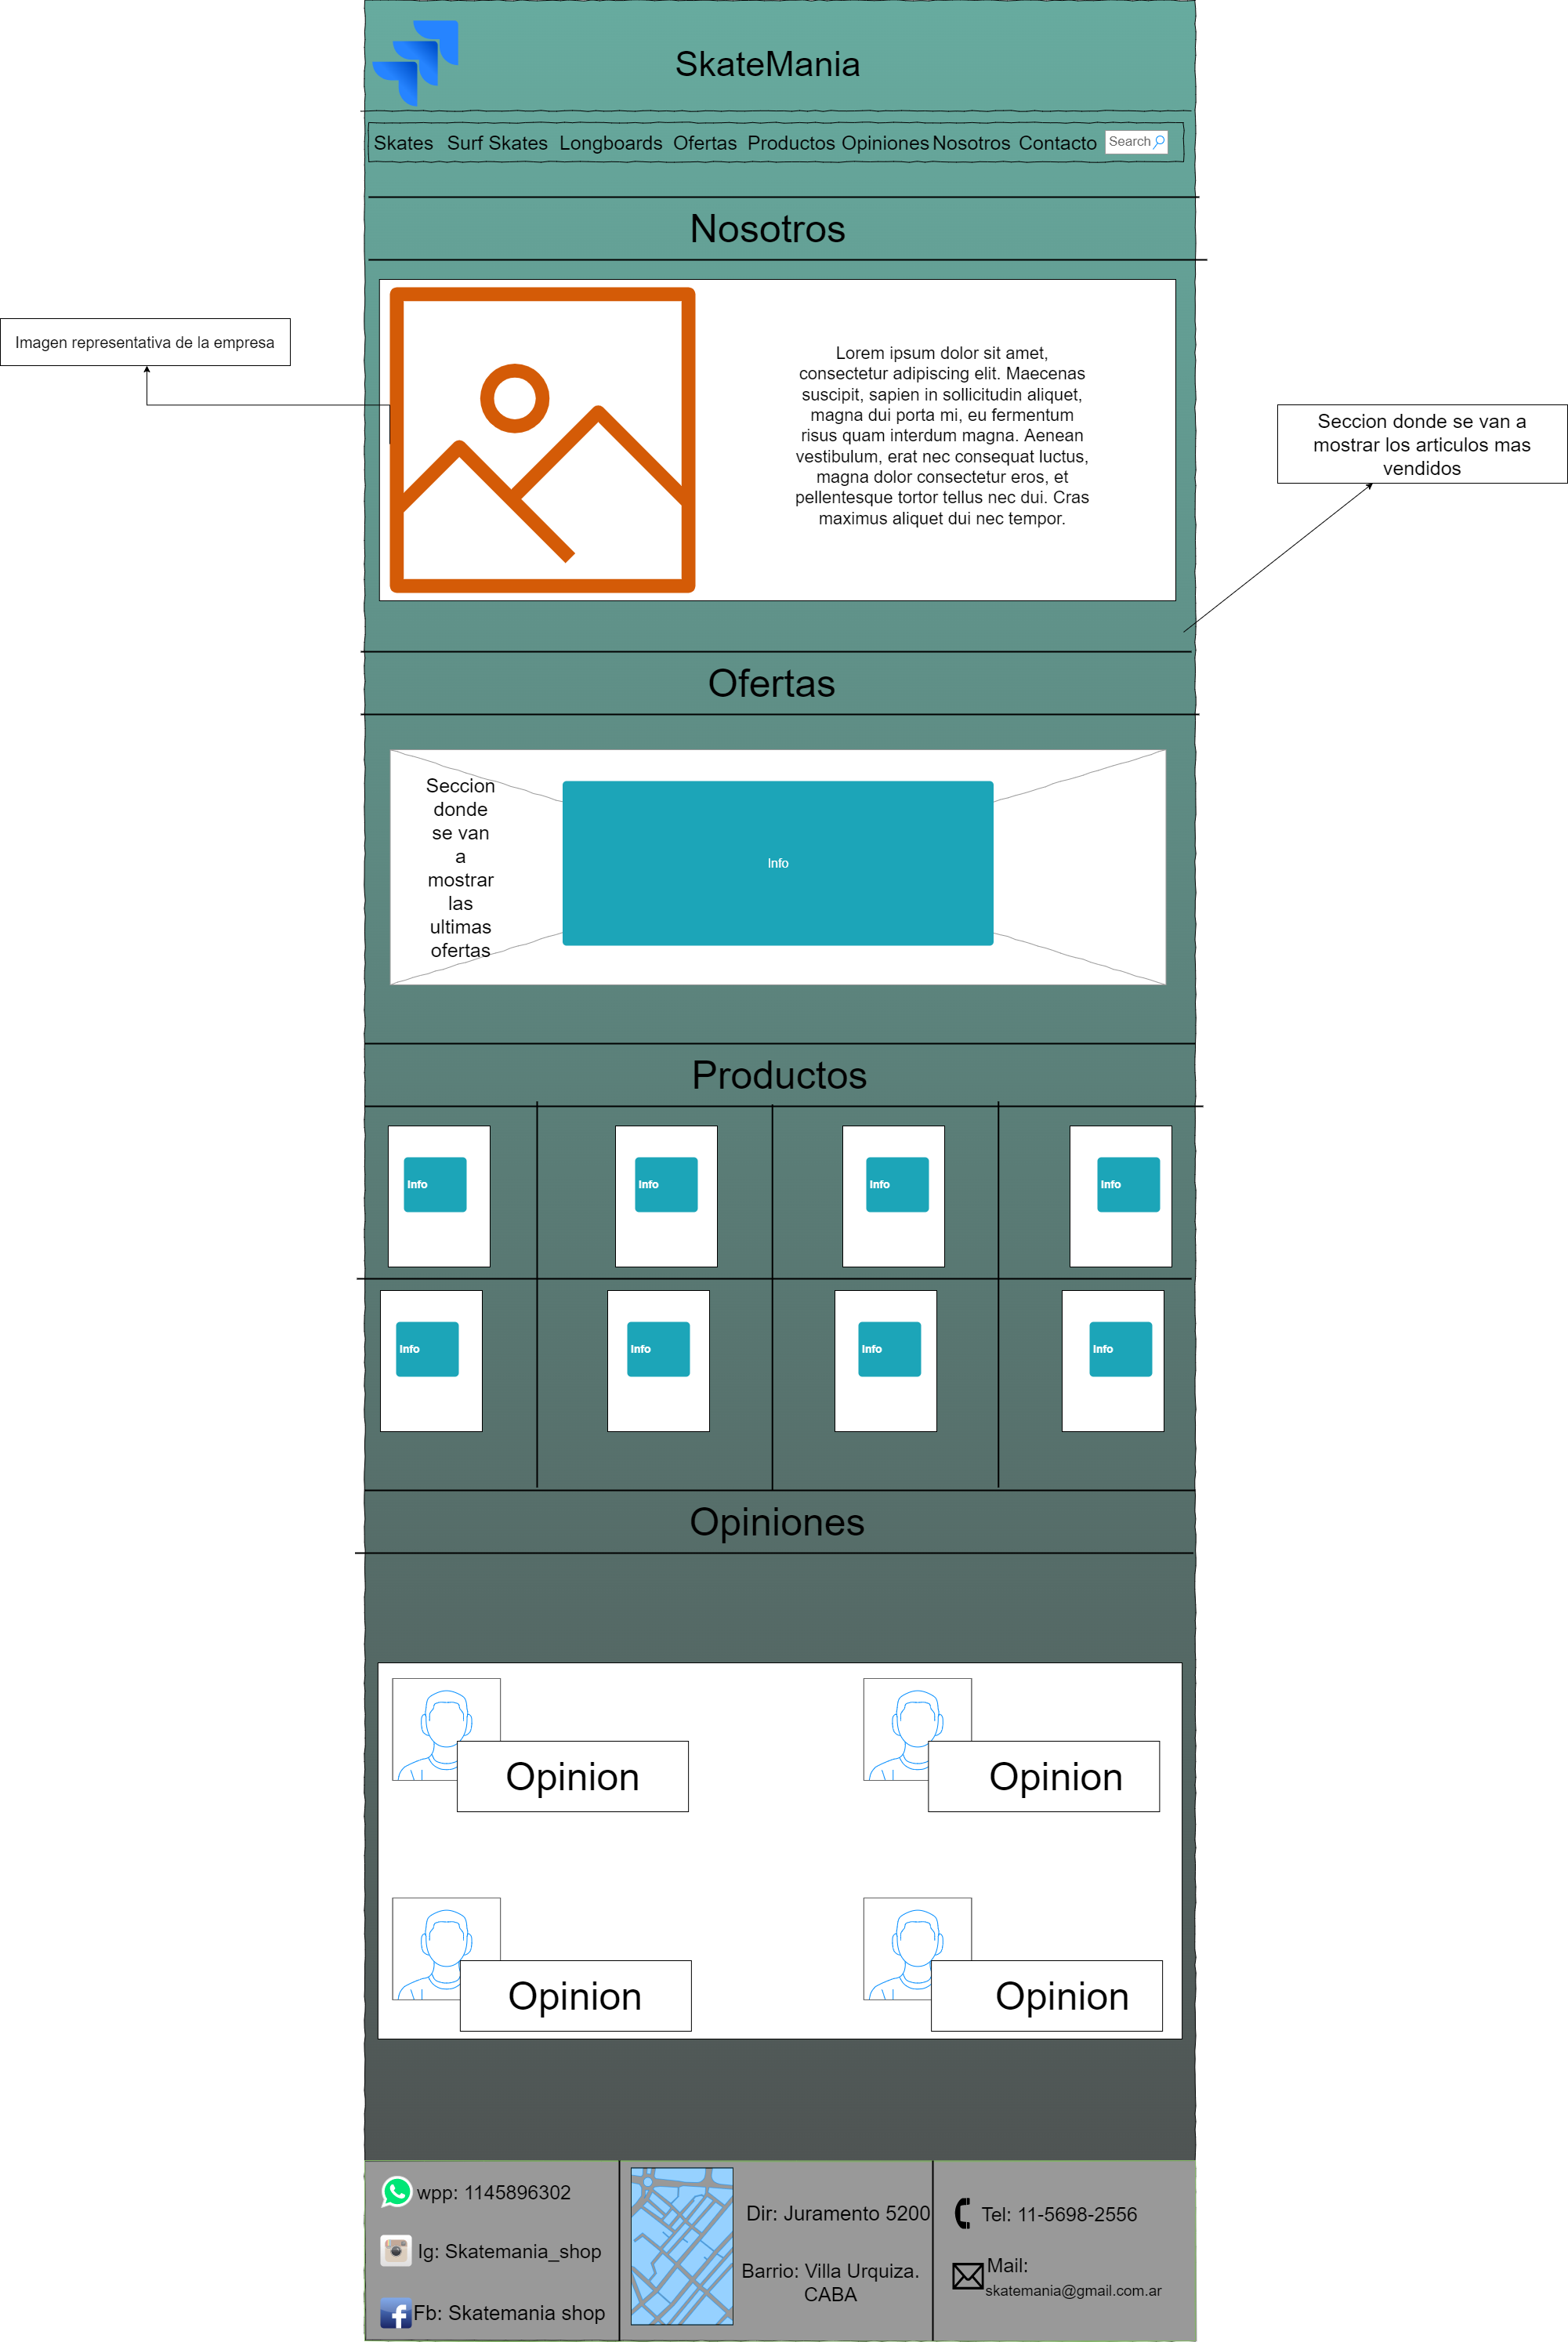 SkateMania
Skates Surf Skates Longboards Ofertas Productos Opiniones Nosotros Contacto Search
Nosotros
Imagen representativa de la empresa
Lorem ipsum dolor sit amet,
consectetur adipiscing elit. Maecenas
suscipit, sapien in sollicitudin aliquet,
magna dui porta mi, eu fermentum
risus quam interdum magna. Aenean
vestibulum, erat nec consequat luctus,
magna dolor consectetur eros, et
pellentesque tortor tellus nec dui. Cras
maximus aliquet dui nec tempor.
Seccion donde se van a
mostrar los articulos mas
vendidos
Ofertas
Seccion
donde
se van
a
mostrar
las
ultimas
ofertas
Info
Productos
Info Info Info Info
Info Info Info Info
Opiniones
Opinion Opinion
Opinion Opinion
wpp: 1145896302
Ig: Skatemania_shop
Fb: Skatemania shop
Dir: Juramento 5200
Barrio: Villa Urquiza.
CABA
Tel: 11-5698-2556
Mail:
skatemania@gmail.com.ar